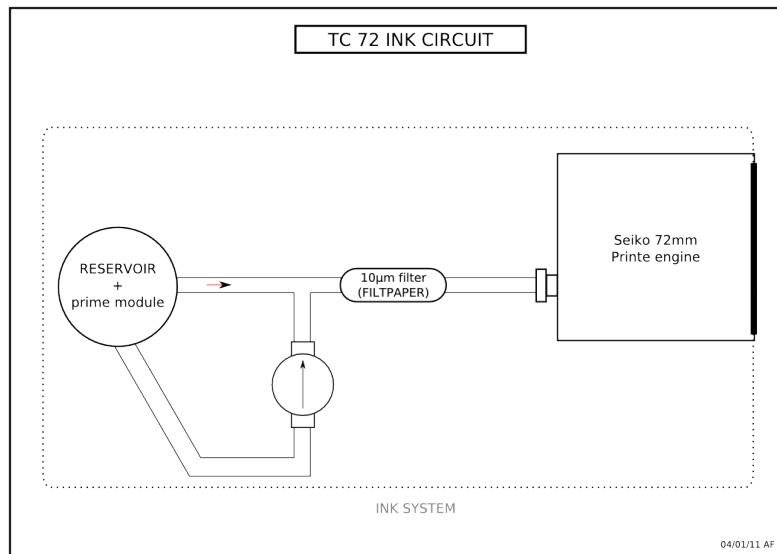 TC 72 INK CIRCUIT
RESERVOIR
+
prime module
10µm filter
(FILTPAPER)
Seiko 72mm
Printe engine
INK SYSTEM
04/01/11 AF